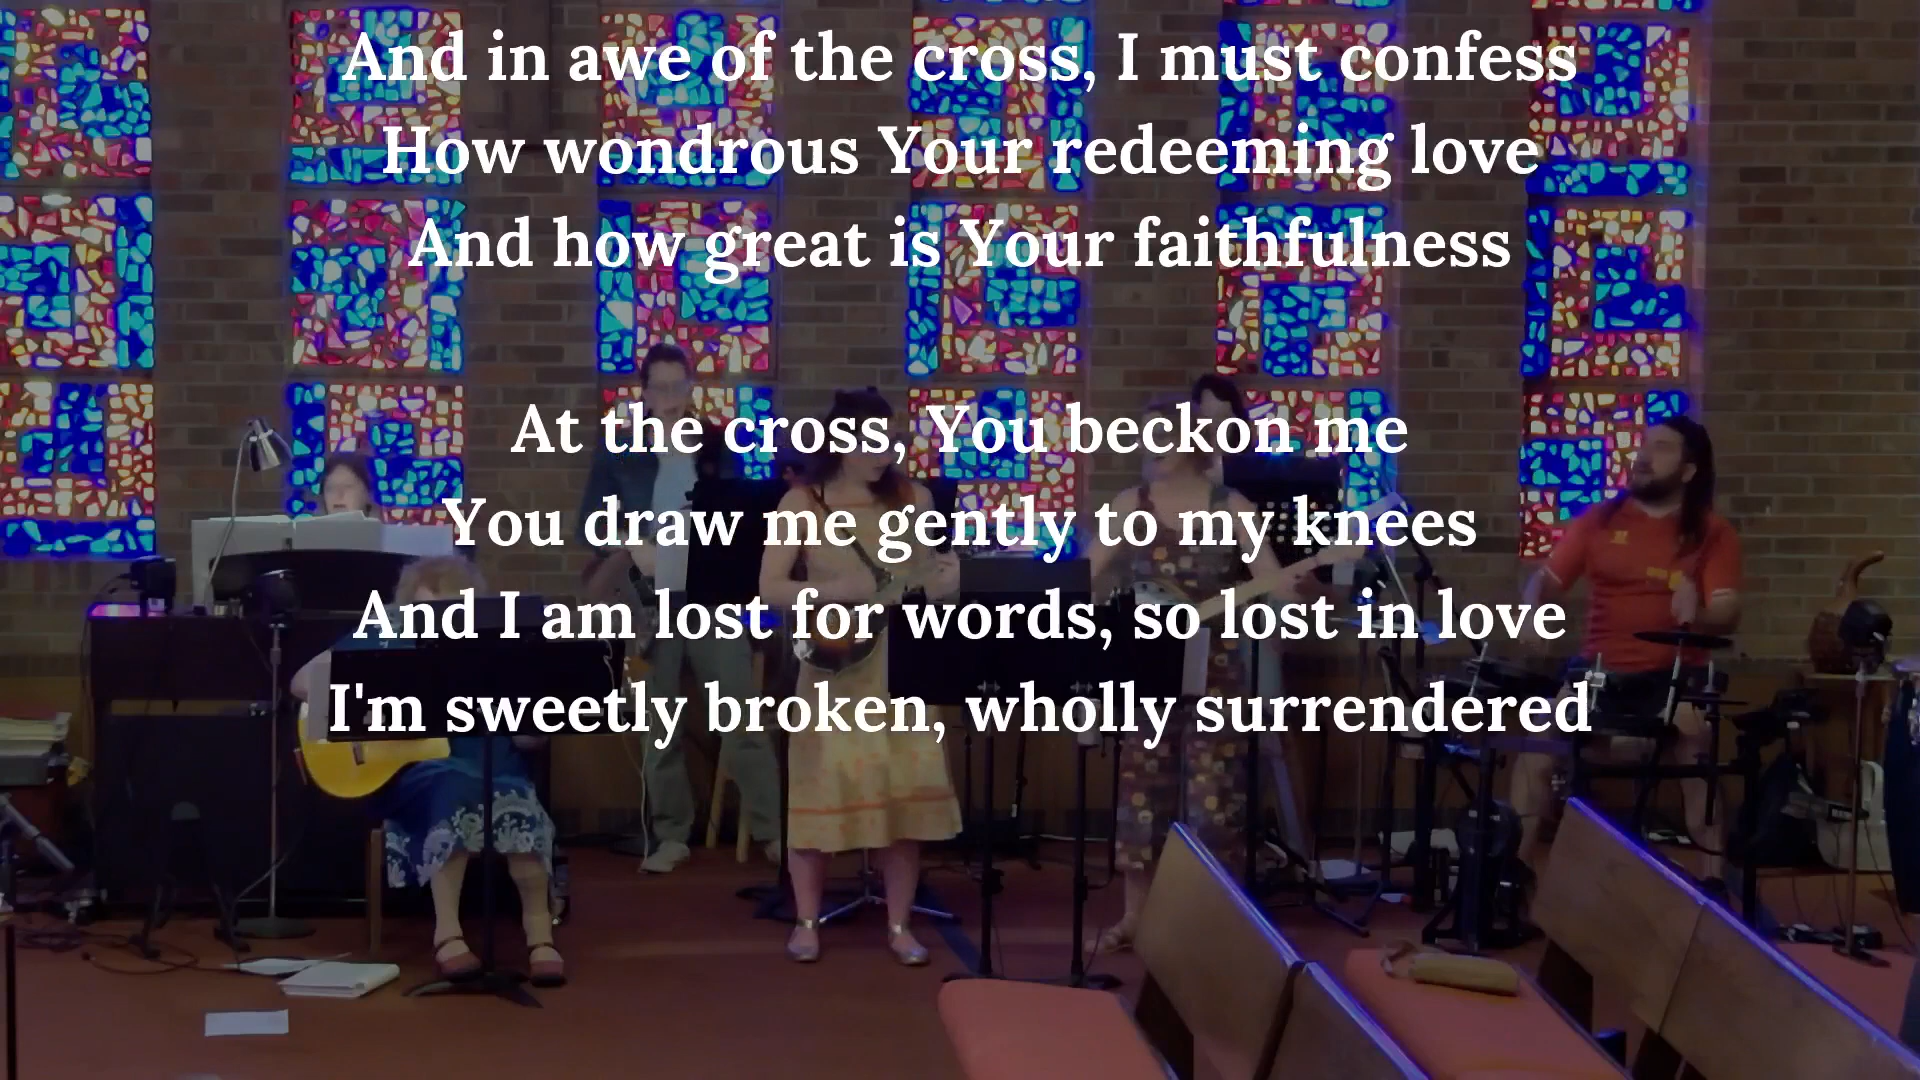 And in awe of the cross, I must confess
How wondrous Your redeeming love
And how great is Your faithfulness
At the cross, You beckon me
You draw me gently to my knees
And I am lost for words, so lost in love
I'm sweetly broken, wholly surrendered